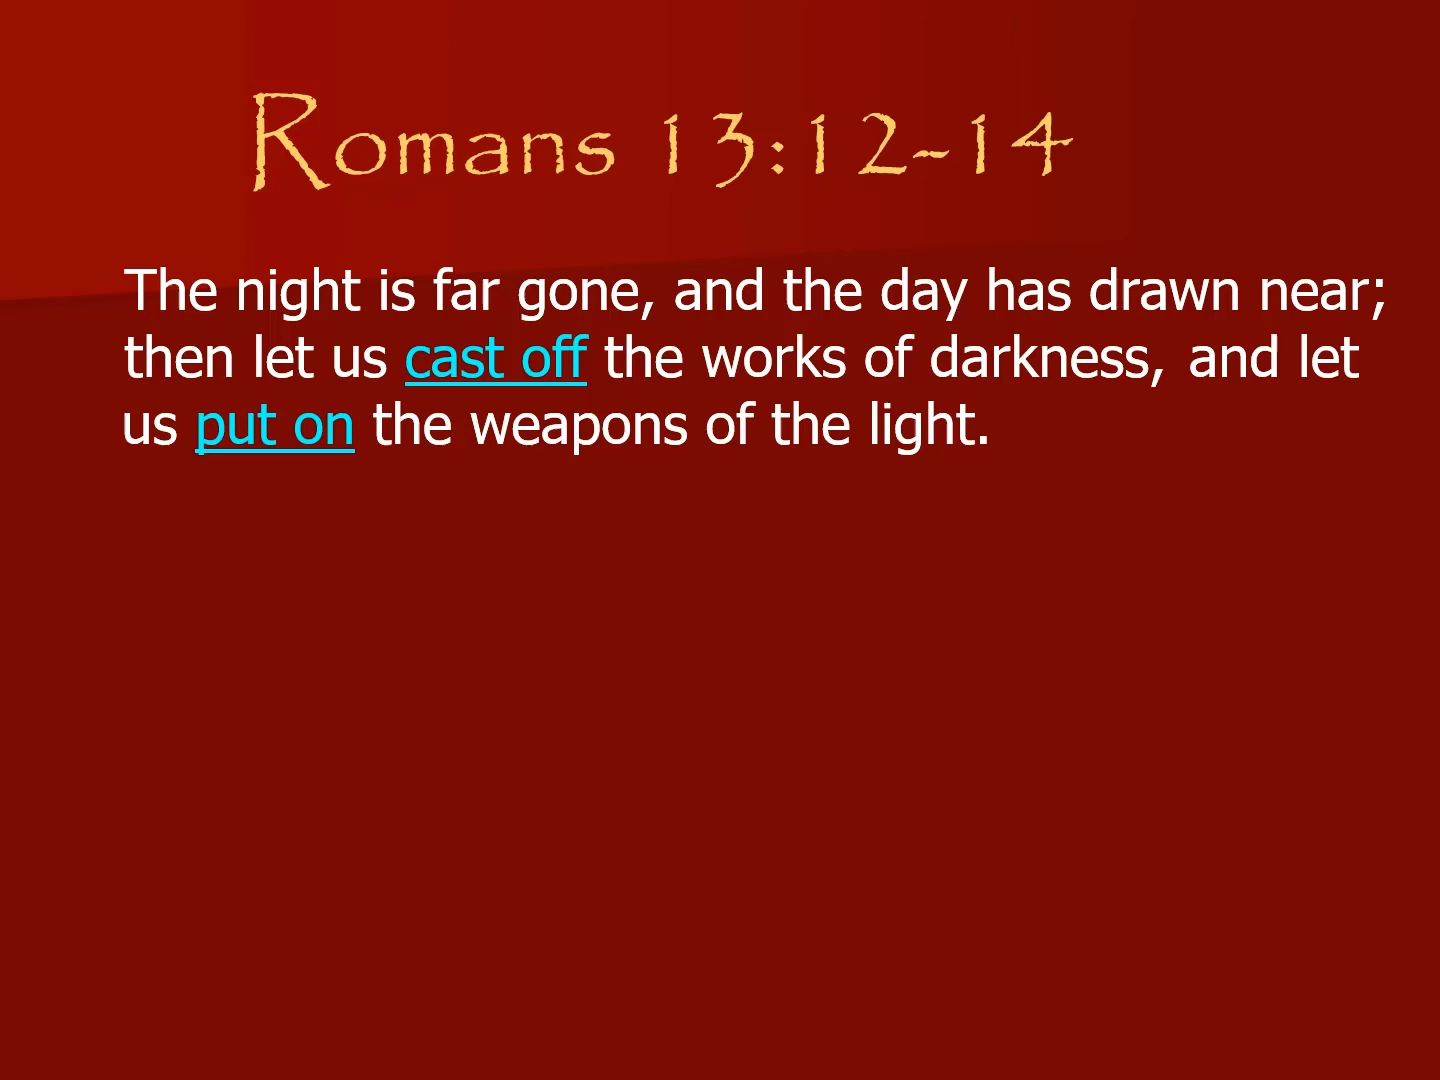 Romans 13:12-14
The night is far gone, and the day has drawn near;
then let us cast off the works of darkness, and let
us put on the weapons of the light.